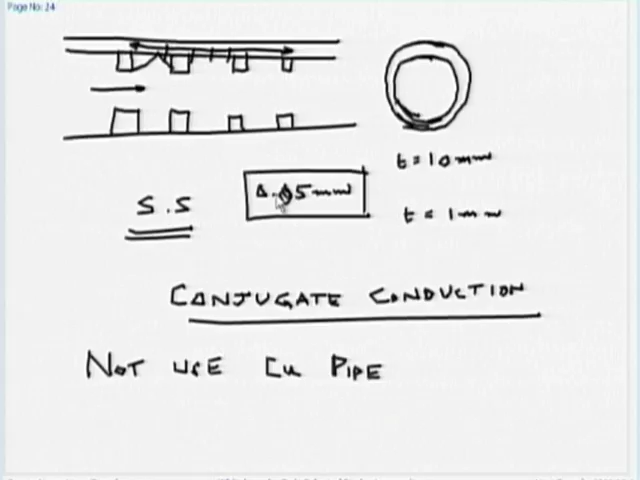 Page No: 24
t = 10 mm
0.05 mm
S.S
t = 1 mm
CONJUGATE CONDUCTION
NOT USE Cu PIPE